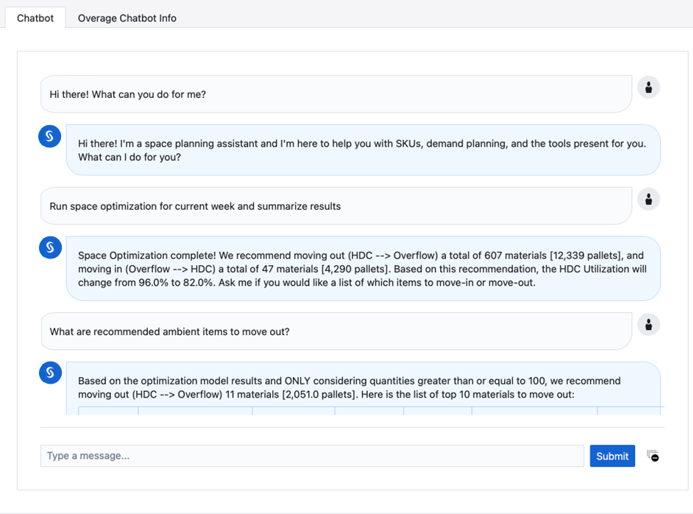 Chatbot
Overage Chatbot Info
Hi there! What can you do for me?
Hi there! I'm a space planning assistant and I'm here to help you with SKUs, demand planning, and the tools present for you.
What can I do for you?
Run space optimization for current week and summarize results
Space Optimization complete! We recommend moving out (HDC --> Overflow) a total of 607 materials [12,339 pallets], and
moving in (Overflow --> HDC) a total of 47 materials [4,290 pallets]. Based on this recommendation, the HDC Utilization will
change from 96.0% to 82.0%. Ask me if you would like a list of which items to move-in or move-out.
What are recommended ambient items to move out?
Based on the optimization model results and ONLY considering quantities greater than or equal to 100, we recommend
moving out (HDC --> Overflow) 11 materials [2,051.0 pallets]. Here is the list of top 10 materials to move out:
Type a message...
Submit